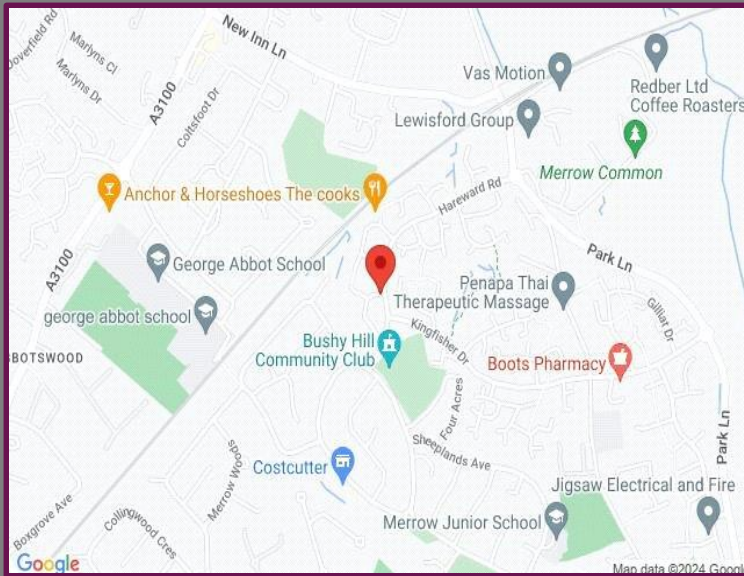 Doverfield Rd
Marlyns Cl
Marlyns Dr
A3100
Coltsfoot Dr
New Inn Ln
Vas Motion
Redber Ltd
Coffee Roasters
Lewisford Group
Merrow Common
Anchor & Horseshoes
The cooks
Hareward Rd
A3100
George Abbot School
Park Ln
Penapa Thai
Therapeutic Massage
george abbot school
Gilliat Dr
Bushy Hill
Community Club
Kingfisher Dr
BBOTSWOOD
Boots Pharmacy
Four Acres
Sheeplands Ave
Park Ln
Merrow Woods
Costcutter
Jigsaw Electrical and Fire
Boxgrove Ave
Collingwood Cres
Merrow Junior School
Google
Map data ©2024 Google